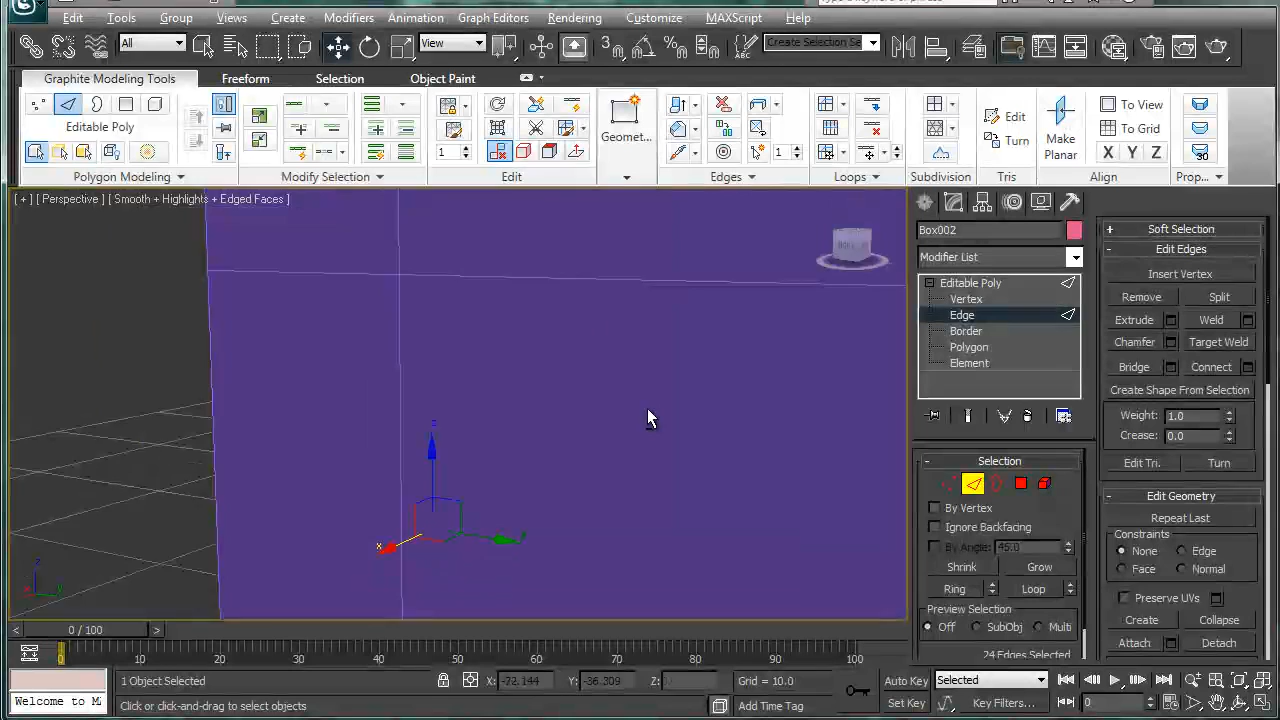 Edit Tools Group Views Create Modifiers Animation Graph Editors Rendering Customize MAXScript Help
All View Create Selection Se
Graphite Modeling Tools Freeform Selection Object Paint
Editable Poly
1
Geomet...
1
Edit
Turn
Make
Planar
To View
To Grid
X Y Z
Polygon Modeling Modify Selection Edit Edges Loops Subdivision Tris Align Prop...
[ + ] [ Perspective ] [ Smooth + Highlights + Edged Faces ]
Box002
Modifier List
Editable Poly
Vertex
Edge
Border
Polygon
Element
Selection
By Vertex
Ignore Backfacing
By Angle: 45.0
Shrink Grow
Ring Loop
Preview Selection
Off SubObj Multi
24 Edges Selected
Soft Selection
Edit Edges
Insert Vertex
Remove Split
Extrude Weld
Chamfer Target Weld
Bridge Connect
Create Shape From Selection
Weight: 1.0
Crease: 0.0
Edit Tri. Turn
Edit Geometry
Repeat Last
Constraints
None Edge
Face Normal
Preserve UVs
Create Collapse
Attach Detach
z
x
y
z
x
y
0 / 100
0 10 20 30 40 50 60 70 80 90 100
1 Object Selected X: -72.144 Y: -36.309 Z: Grid = 10.0 Auto Key Selected
Welcome to M Click or click-and-drag to select objects Add Time Tag Set Key Key Filters... 0